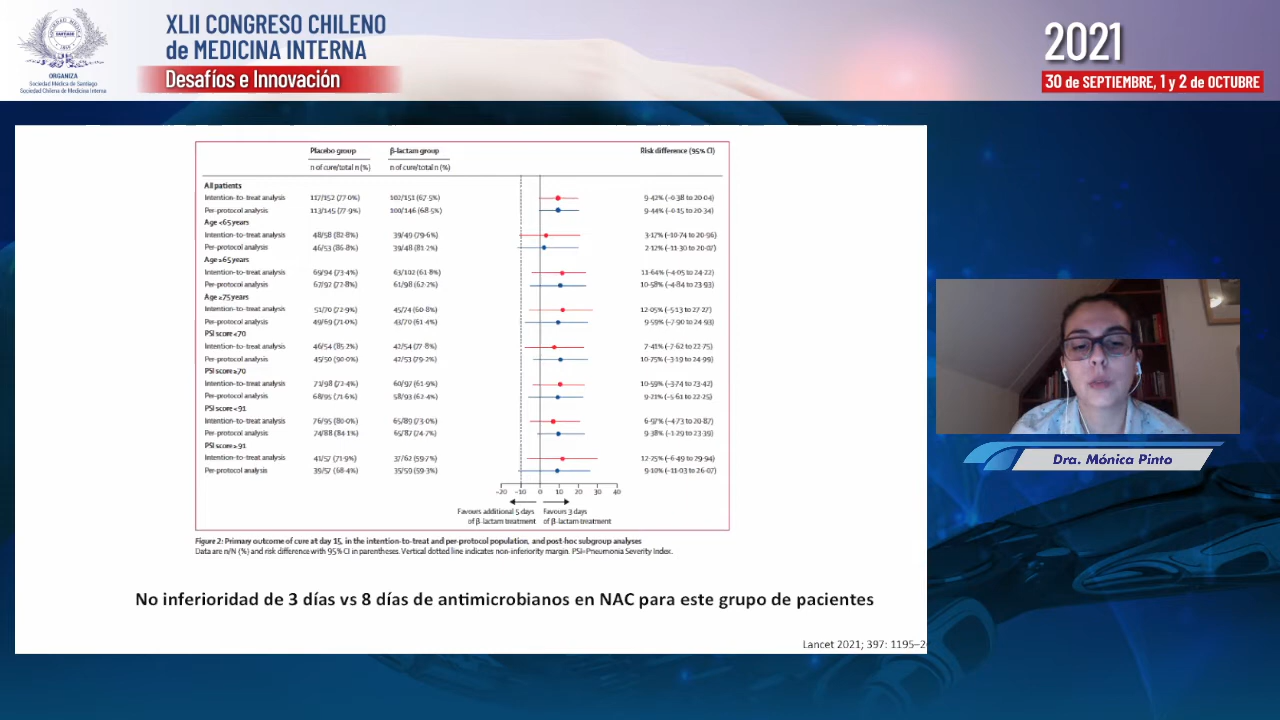 XLII CONGRESO CHILENO
de MEDICINA INTERNA
Desafíos e Innovación
ORGANIZA
Sociedad Médica de Santiago
Sociedad Chilena de Medicina Interna
2021
30 de SEPTIEMBRE, 1 y 2 de OCTUBRE
Placebo group β-lactam group Risk difference (95% CI)
n of cure/total n (%) n of cure/total n (%)
All patients
Intention-to-treat analysis 117/152 (77·0%) 102/151 (67·5%) 9·42% (–0·38 to 20·04)
Per-protocol analysis 113/145 (77·9%) 100/146 (68·5%) 9·44% (–0·15 to 20·34)
Age <65 years
Intention-to-treat analysis 48/58 (82·8%) 39/49 (79·6%) 3·17% (–10·74 to 20·96)
Per-protocol analysis 46/53 (86·8%) 39/48 (81·2%) 2·12% (–11·30 to 20·07)
Age ≥65 years
Intention-to-treat analysis 69/94 (73·4%) 63/102 (61·8%) 11·64% (–4·05 to 24·22)
Per-protocol analysis 67/92 (72·8%) 61/98 (62·2%) 10·58% (–4·84 to 23·93)
Age ≥75 years
Intention-to-treat analysis 51/70 (72·9%) 45/74 (60·8%) 12·05% (–5·13 to 27·27)
Per-protocol analysis 49/69 (71·0%) 43/70 (61·4%) 9·59% (–7·90 to 24·93)
PSI score <70
Intention-to-treat analysis 46/54 (85·2%) 42/54 (77·8%) 7·41% (–7·62 to 22·75)
Per-protocol analysis 45/50 (90·0%) 42/53 (79·2%) 10·75% (–3·19 to 24·99)
PSI score ≥70
Intention-to-treat analysis 71/98 (72·4%) 60/97 (61·9%) 10·59% (–3·74 to 23·42)
Per-protocol analysis 68/95 (71·6%) 58/93 (62·4%) 9·21% (–5·61 to 22·25)
PSI score <91
Intention-to-treat analysis 76/95 (80·0%) 65/89 (73·0%) 6·97% (–4·73 to 20·87)
Per-protocol analysis 74/88 (84·1%) 65/87 (74·7%) 9·38% (–1·29 to 23·39)
PSI score ≥91
Intention-to-treat analysis 41/57 (71·9%) 37/62 (59·7%) 12·25% (–6·49 to 29·94)
Per-protocol analysis 39/57 (68·4%) 35/59 (59·3%) 9·10% (–11·03 to 26·07)
–20 –10 0 10 20 30 40
Favours additional 5 days Favours 3 days
of β-lactam treatment of β-lactam treatment
Figure 2: Primary outcome of cure at day 15, in the intention-to-treat and per-protocol population, and post-hoc subgroup analyses
Data are n/N (%) and risk difference with 95% CI in parentheses. Vertical dotted line indicates non-inferiority margin. PSI=Pneumonia Severity Index.
No inferioridad de 3 días vs 8 días de antimicrobianos en NAC para este grupo de pacientes
Lancet 2021; 397: 1195–2
Dra. Mónica Pinto